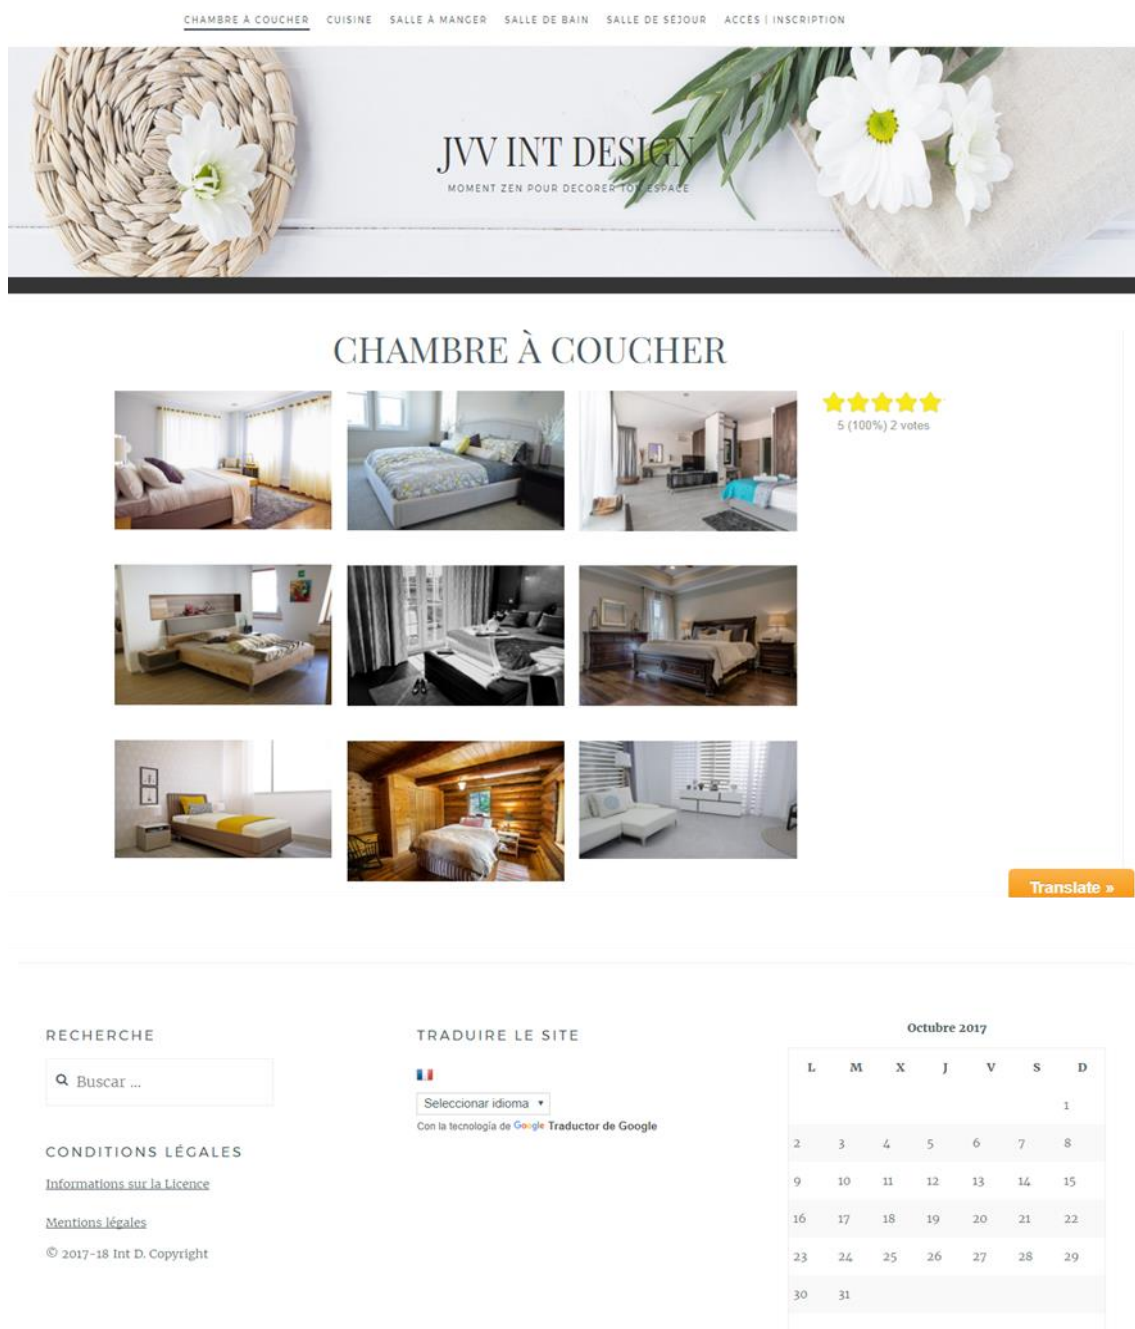 CHAMBRE À COUCHER CUISINE SALLE À MANGER SALLE DE BAIN SALLE DE SÉJOUR ACCÈS | INSCRIPTION
JVV INT DESIGN
MOMENT ZEN POUR DECORER TON ESPACE
CHAMBRE À COUCHER
5 (100%) 2 votes
Translate »
RECHERCHE
Buscar ...
CONDITIONS LÉGALES
Informations sur la Licence
Mentions légales
© 2017-18 Int D. Copyright
TRADUIRE LE SITE
Seleccionar idioma
Con la tecnología de Google Traductor de Google
Octubre 2017
L M X J V S D
1
2 3 4 5 6 7 8
9 10 11 12 13 14 15
16 17 18 19 20 21 22
23 24 25 26 27 28 29
30 31